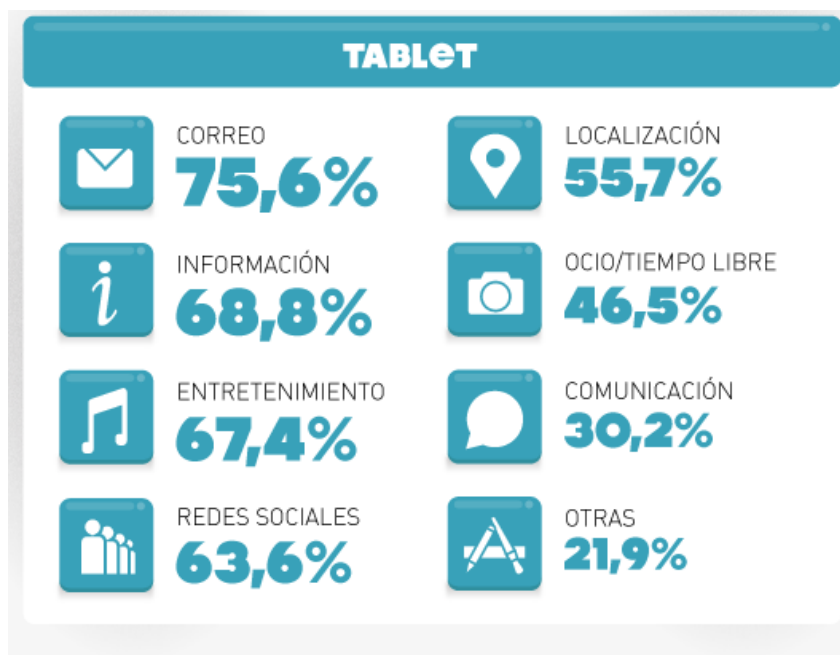 TABLeT
CORREO
75,6%
INFORMACIÓN
68,8%
ENTRETENIMIENTO
67,4%
REDES SOCIALES
63,6%
LOCALIZACIÓN
55,7%
OCIO/TIEMPO LIBRE
46,5%
COMUNICACIÓN
30,2%
OTRAS
21,9%